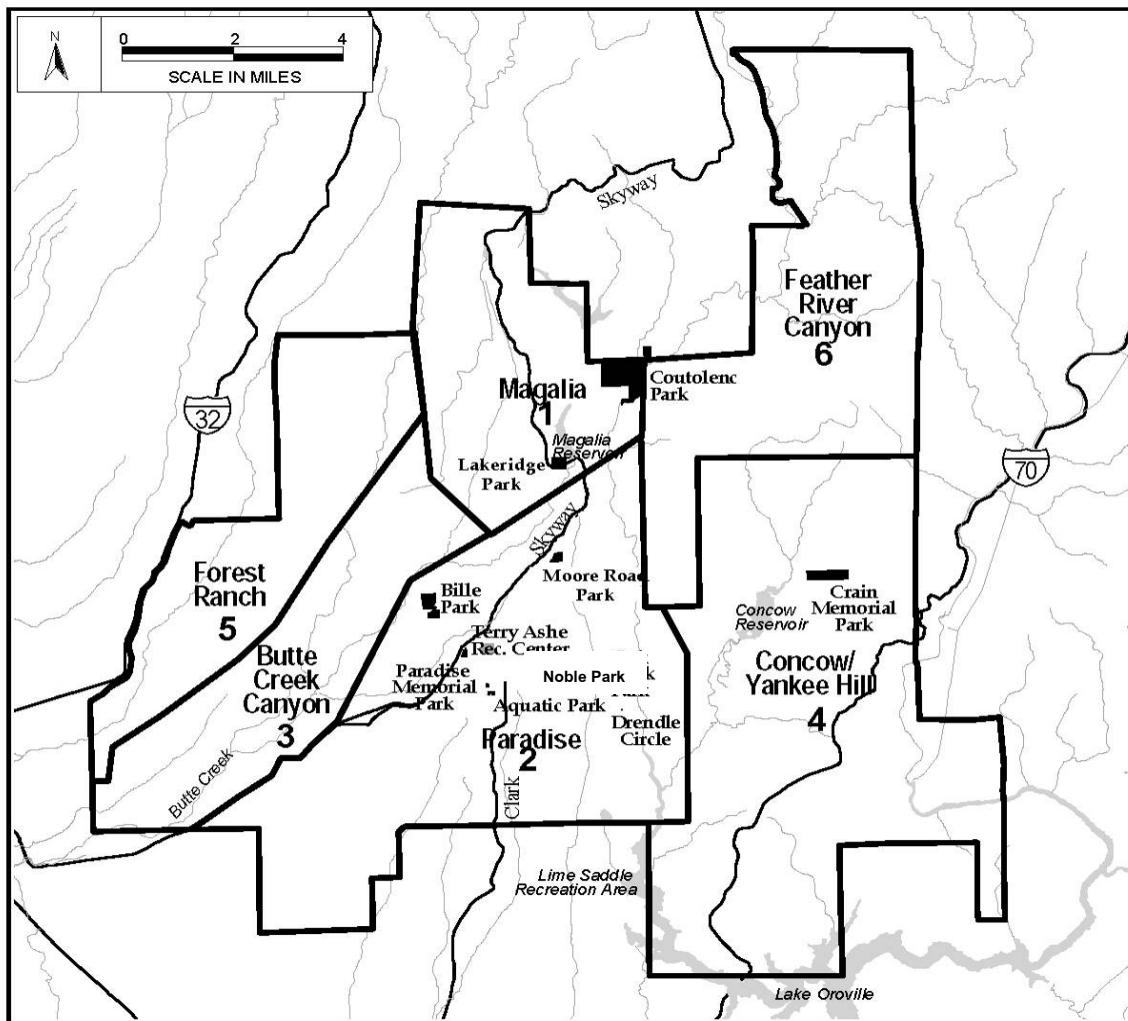 N
0 2 4
SCALE IN MILES
Skyway
Feather
River
Canyon
6
Coutolenc
Park
Magalia
1
32
Magalia
Reservoir
Lakeridge
Park
70
Skyway
Moore Road
Park
Forest
Ranch
5
Bille
Park
Crain
Memorial
Park
Concow
Reservoir
Terry Ashe
Rec. Center
Butte
Creek
Canyon
3
Paradise
Memorial
Park
Noble Park
Concow/
Yankee Hill
4
Aquatic Park
Drendle
Circle
Paradise
2
Butte Creek
Clark
Lime Saddle
Recreation Area
Lake Oroville